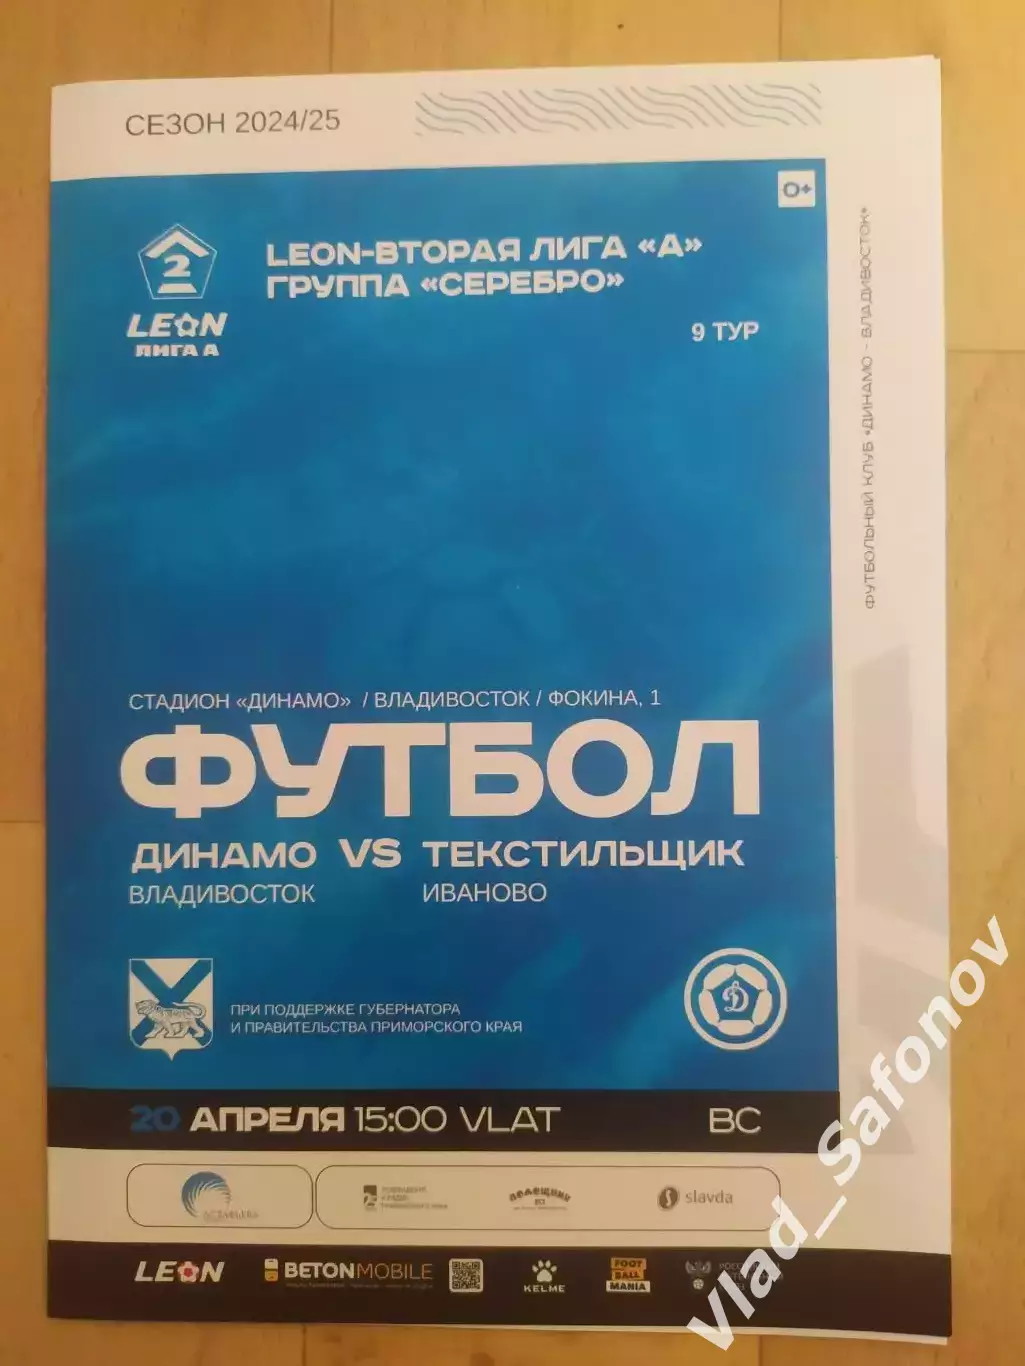 СЕЗОН 2024/25
0+
2
LEON
ЛИГА А
LEON-ВТОРАЯ ЛИГА «А»
ГРУППА «СЕРЕБРО»
9 ТУР
ФУТБОЛЬНЫЙ КЛУБ «ДИНАМО - ВЛАДИВОСТОК»
СТАДИОН «ДИНАМО» / ВЛАДИВОСТОК / ФОКИНА, 1
ФУТБОЛ
ДИНАМО VS ТЕКСТИЛЬЩИК
ВЛАДИВОСТОК ИВАНОВО
ПРИ ПОДДЕРЖКЕ ГУБЕРНАТОРА
И ПРАВИТЕЛЬСТВА ПРИМОРСКОГО КРАЯ
Д
20 АПРЕЛЯ 15:00 VLAT ВС
slavda
LEON
BETONMOBILE
KELME
FOOT
BALL
MANIA
Vlad_Safonov